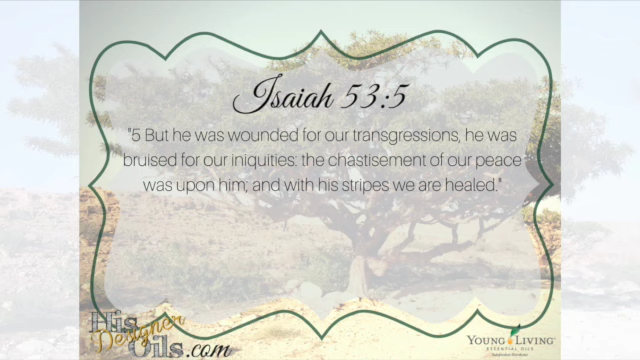 Isaiah 53:5
"5 But he was wounded for our transgressions, he was
bruised for our iniquities: the chastisement of our peace
was upon him; and with his stripes we are healed."
His
Designer
Oils.com
YOUNG LIVING
ESSENTIAL OILS
Independent Distributor